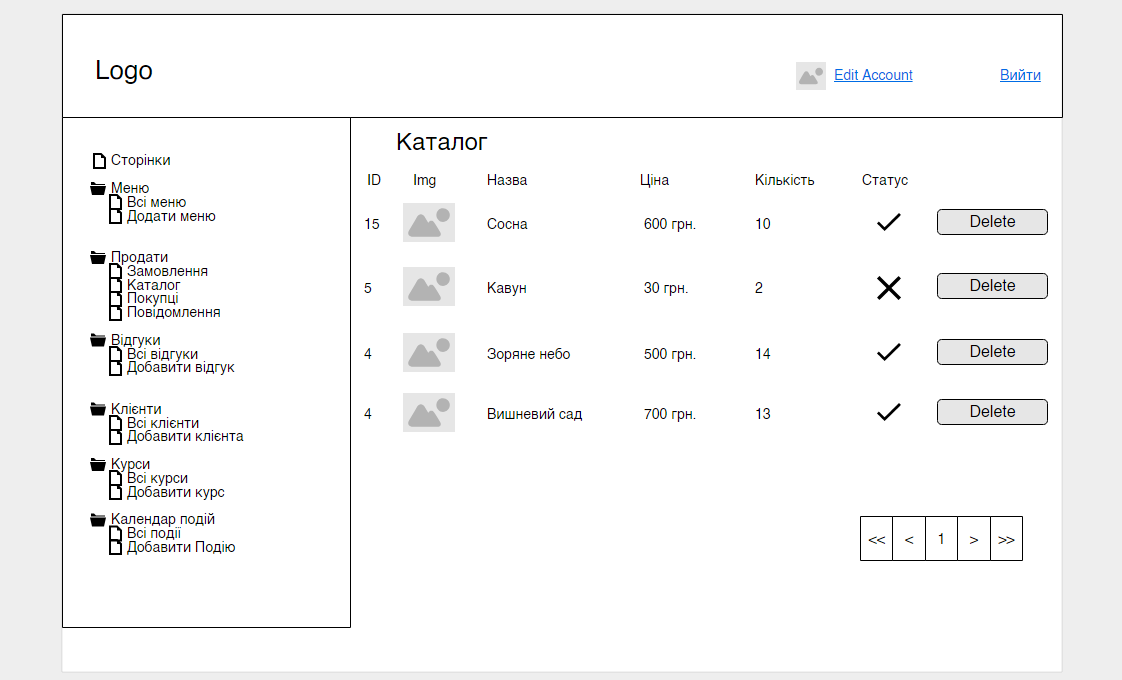 Logo
Edit Account
Вийти
Сторінки
Меню
Всі меню
Додати меню
Продати
Замовлення
Каталог
Покупці
Повідомлення
Відгуки
Всі відгуки
Добавити відгук
Клієнти
Всі клієнти
Добавити клієнта
Курси
Всі курси
Добавити курс
Календар подій
Всі події
Добавити Подію
Каталог
ID Img Назва Ціна Кількість Статус
15 Сосна 600 грн. 10 Delete
5 Кавун 30 грн. 2 Delete
4 Зоряне небо 500 грн. 14 Delete
4 Вишневий сад 700 грн. 13 Delete
<< < 1 > >>